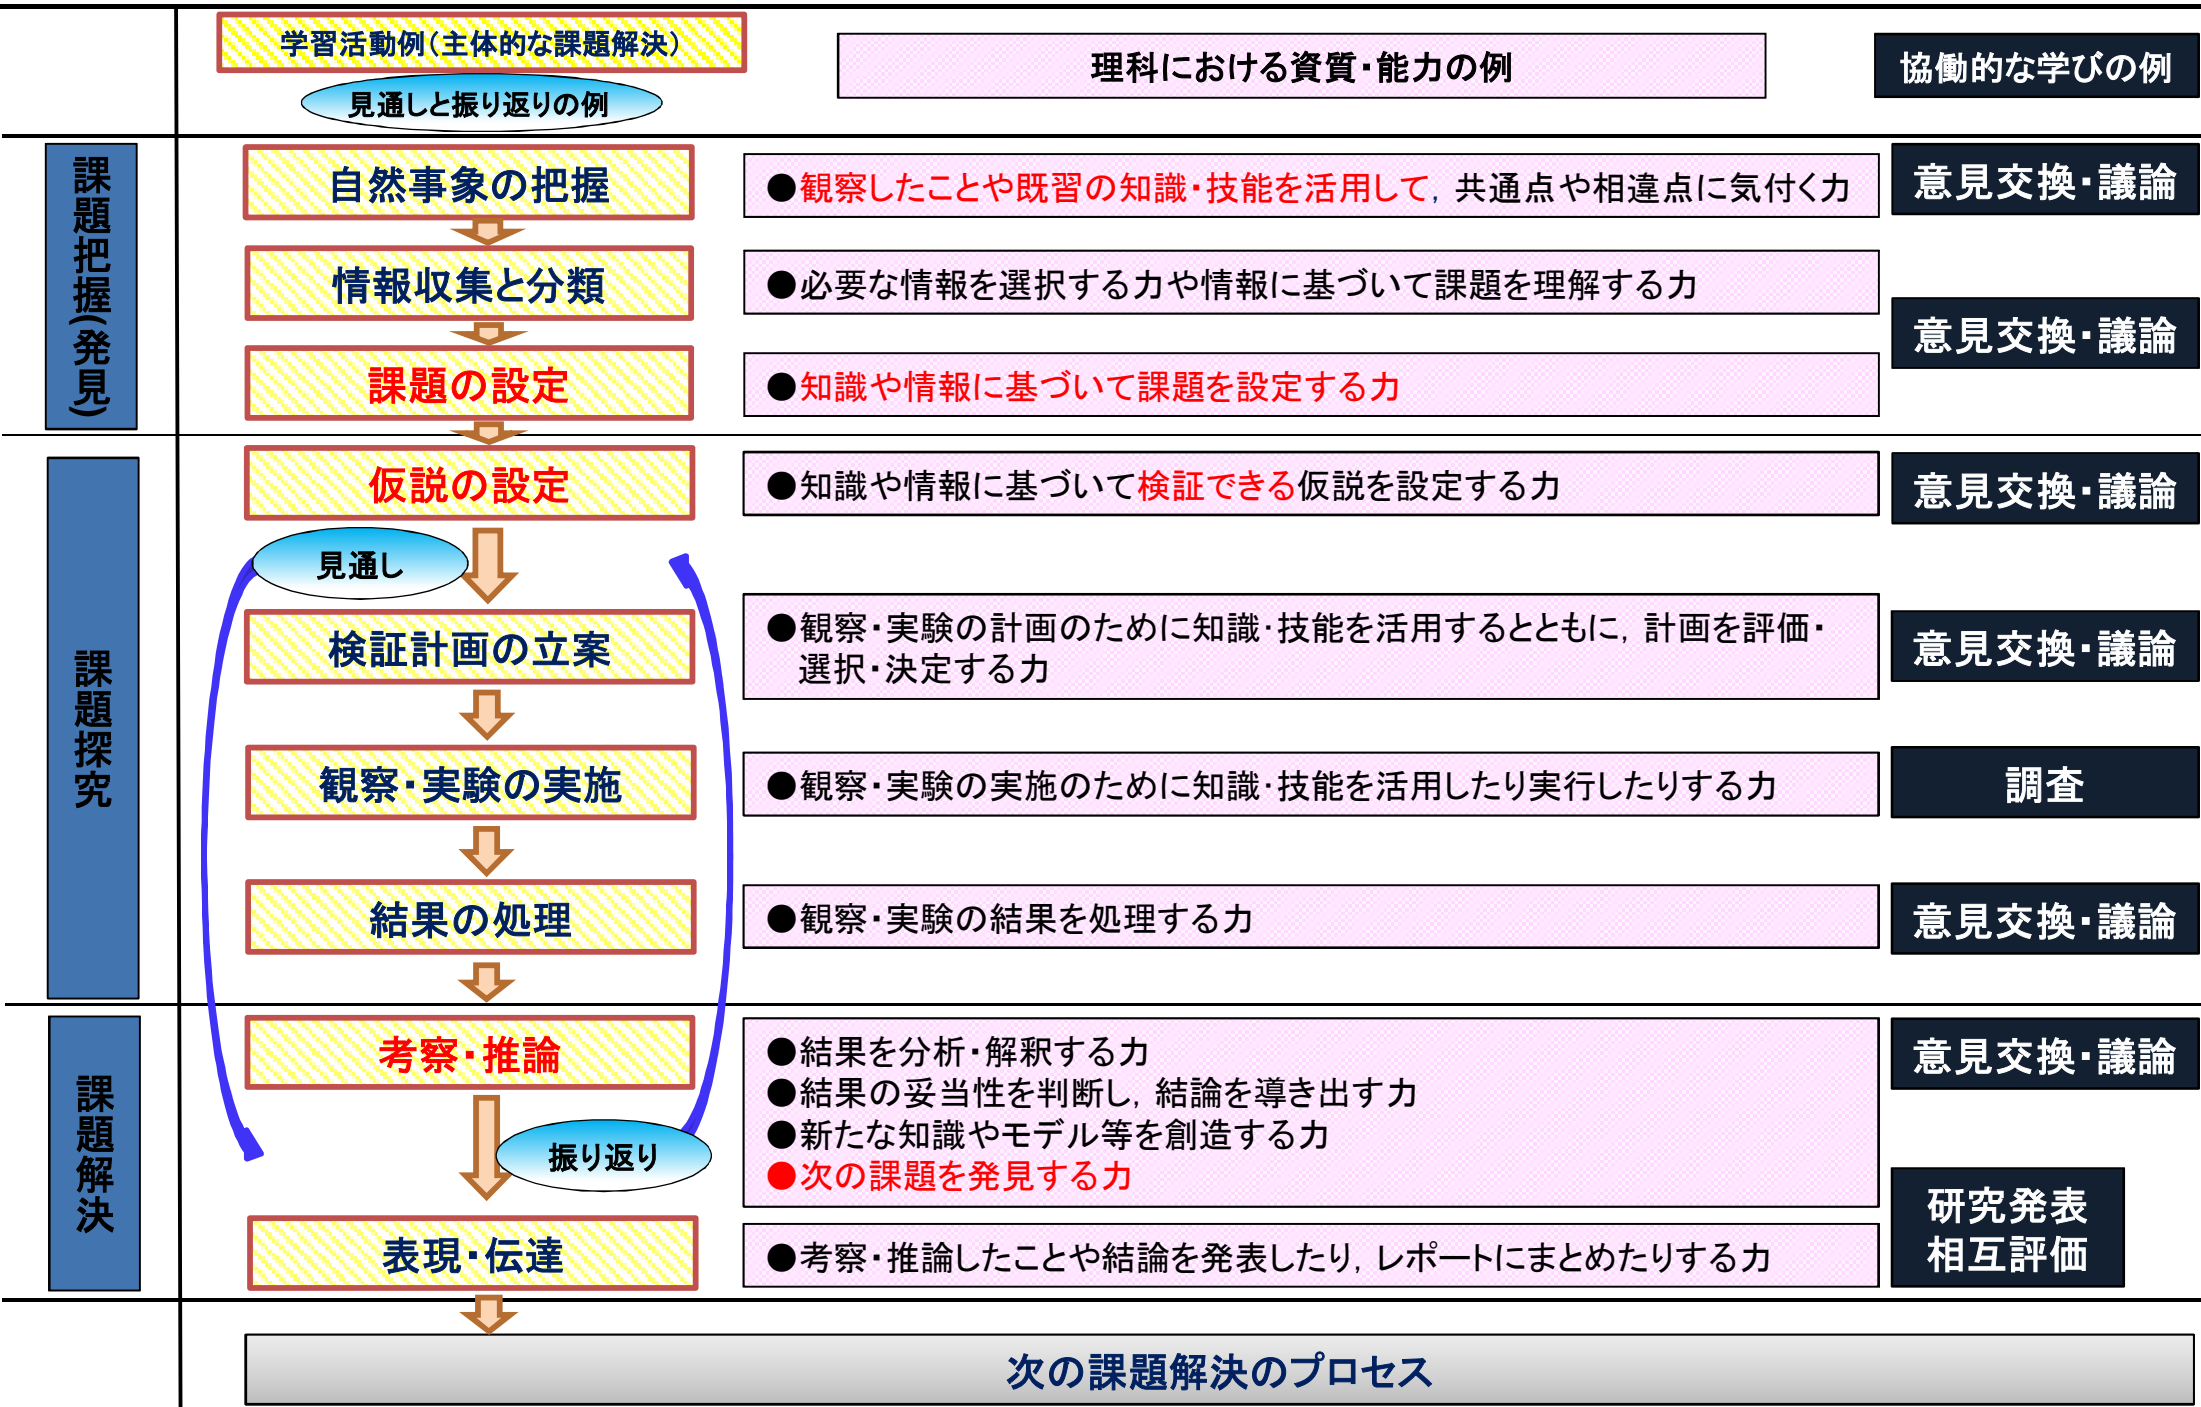 学習活動例(主体的な課題解決)
見通しと振り返りの例
理科における資質・能力の例
協働的な学びの例
課題把握(発見)
自然事象の把握
●観察したことや既習の知識・技能を活用して,共通点や相違点に気付く力
意見交換・議論
情報収集と分類
●必要な情報を選択する力や情報に基づいて課題を理解する力
意見交換・議論
課題の設定
●知識や情報に基づいて課題を設定する力
課題探究
仮説の設定
●知識や情報に基づいて検証できる仮説を設定する力
意見交換・議論
見通し
検証計画の立案
●観察・実験の計画のために知識・技能を活用するとともに,計画を評価・
選択・決定する力
意見交換・議論
観察・実験の実施
●観察・実験の実施のために知識・技能を活用したり実行したりする力
調査
結果の処理
●観察・実験の結果を処理する力
意見交換・議論
課題解決
考察・推論
●結果を分析・解釈する力
●結果の妥当性を判断し,結論を導き出す力
●新たな知識やモデル等を創造する力
●次の課題を発見する力
意見交換・議論
振り返り
表現・伝達
●考察・推論したことや結論を発表したり,レポートにまとめたりする力
研究発表
相互評価
次の課題解決のプロセス